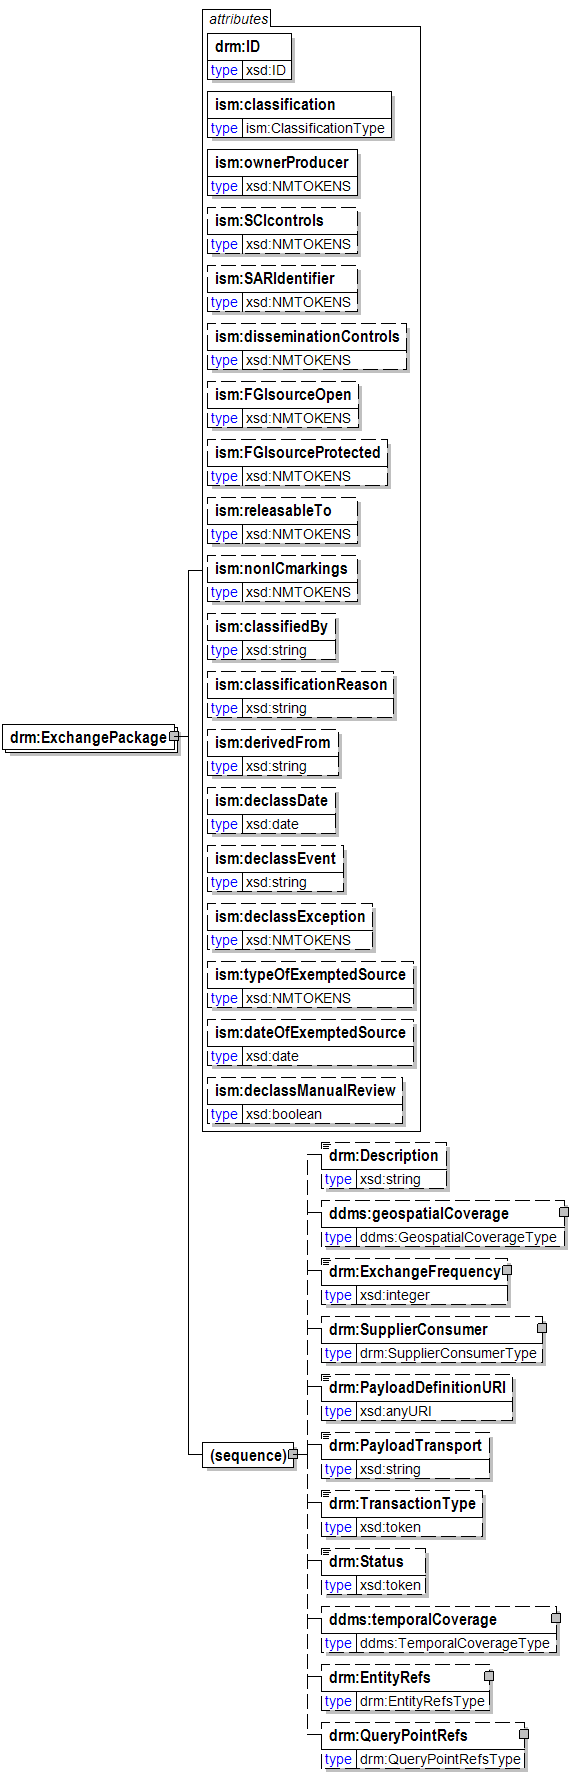 attributes
drm:ID
type xsd:ID
ism:classification
type ism:ClassificationType
ism:ownerProducer
type xsd:NMTOKENS
ism:SCIcontrols
type xsd:NMTOKENS
ism:SARIdentifier
type xsd:NMTOKENS
ism:disseminationControls
type xsd:NMTOKENS
ism:FGIsourceOpen
type xsd:NMTOKENS
ism:FGIsourceProtected
type xsd:NMTOKENS
ism:releasableTo
type xsd:NMTOKENS
ism:nonICmarkings
type xsd:NMTOKENS
ism:classifiedBy
type xsd:string
ism:classificationReason
type xsd:string
drm:ExchangePackage
ism:derivedFrom
type xsd:string
ism:declassDate
type xsd:date
ism:declassEvent
type xsd:string
ism:declassException
type xsd:NMTOKENS
ism:typeOfExemptedSource
type xsd:NMTOKENS
ism:dateOfExemptedSource
type xsd:date
ism:declassManualReview
type xsd:boolean
drm:Description
type xsd:string
ddms:geospatialCoverage
type ddms:GeospatialCoverageType
drm:ExchangeFrequency
type xsd:integer
drm:SupplierConsumer
type drm:SupplierConsumerType
drm:PayloadDefinitionURI
type xsd:anyURI
(sequence)
drm:PayloadTransport
type xsd:string
drm:TransactionType
type xsd:token
drm:Status
type xsd:token
ddms:temporalCoverage
type ddms:TemporalCoverageType
drm:EntityRefs
type drm:EntityRefsType
drm:QueryPointRefs
type drm:QueryPointRefsType